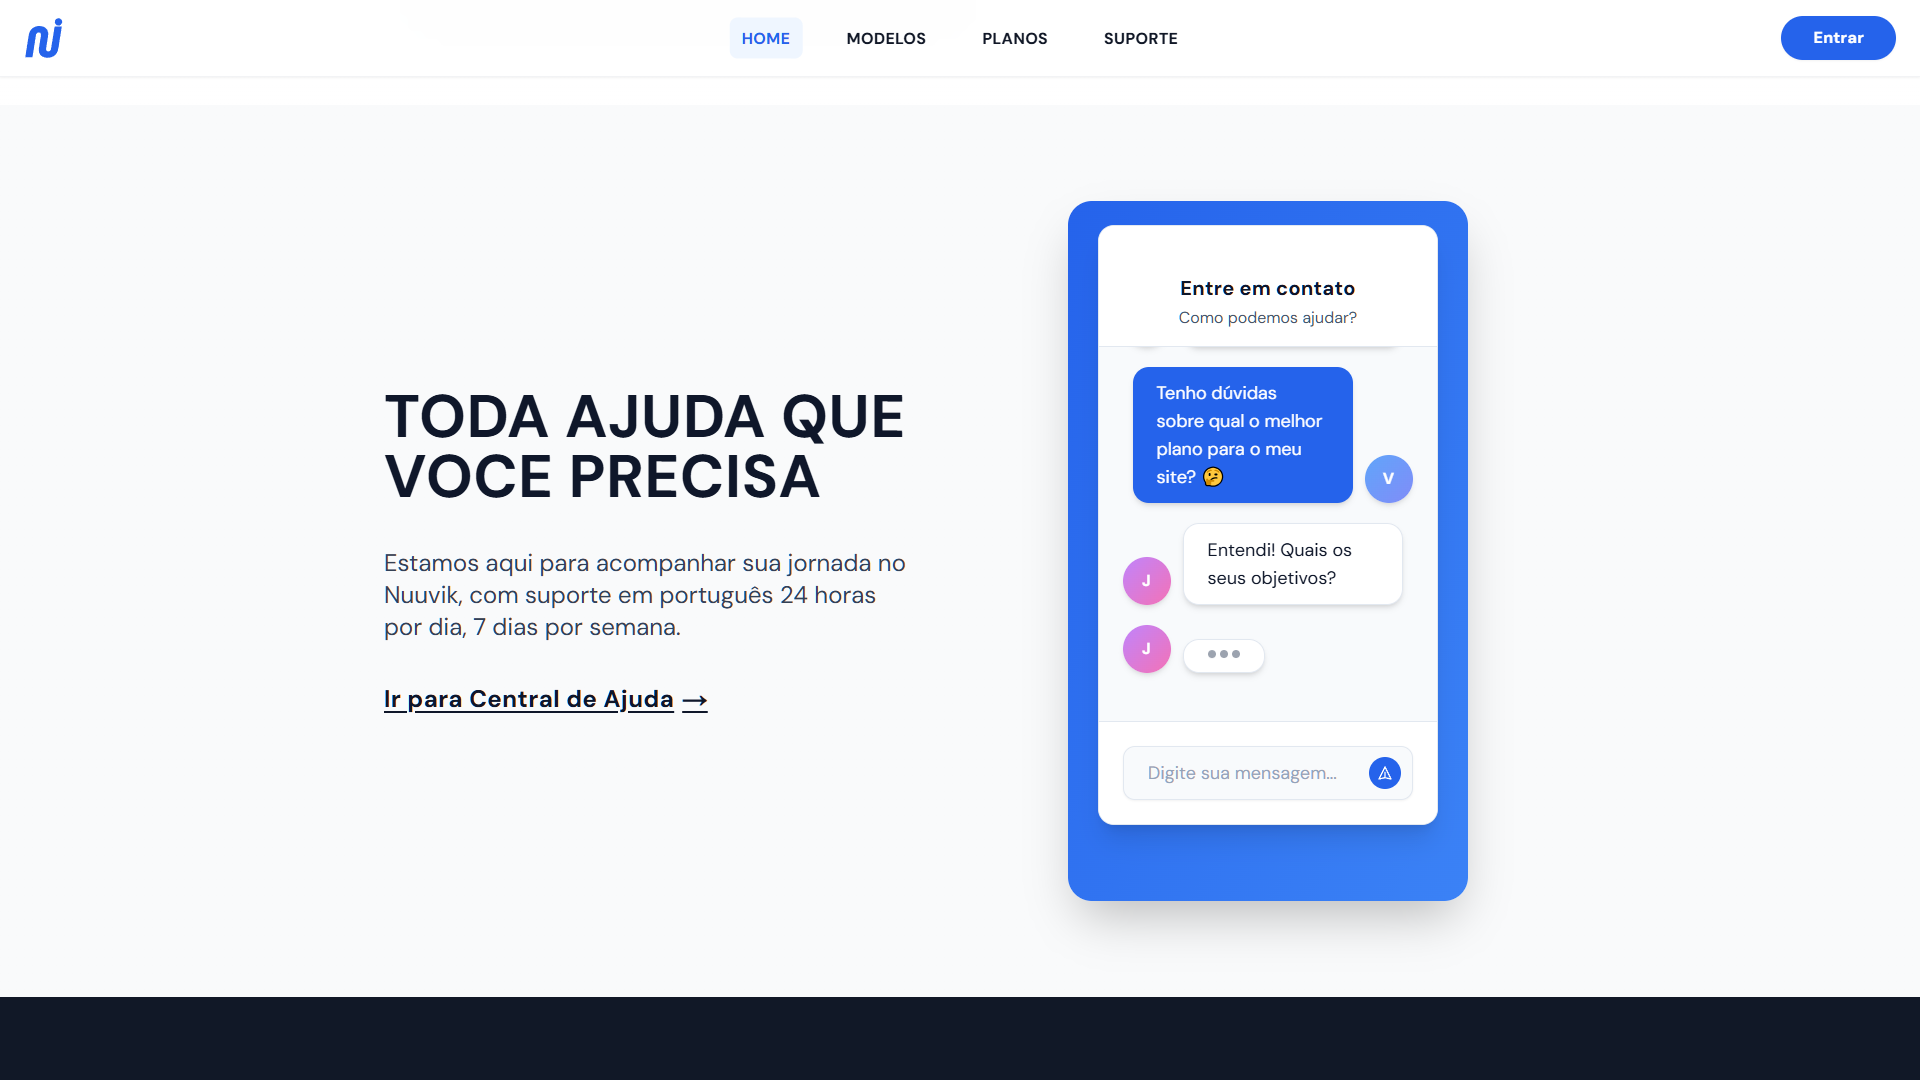 HOME
MODELOS
PLANOS
SUPORTE
Entrar
TODA AJUDA QUE
VOCE PRECISA
Estamos aqui para acompanhar sua jornada no
Nuuvik, com suporte em português 24 horas
por dia, 7 dias por semana.
Ir para Central de Ajuda →
Entre em contato
Como podemos ajudar?
Tenho dúvidas
sobre qual o melhor
plano para o meu
site? 🤔
V
Entendi! Quais os
seus objetivos?
J
J
Digite sua mensagem...